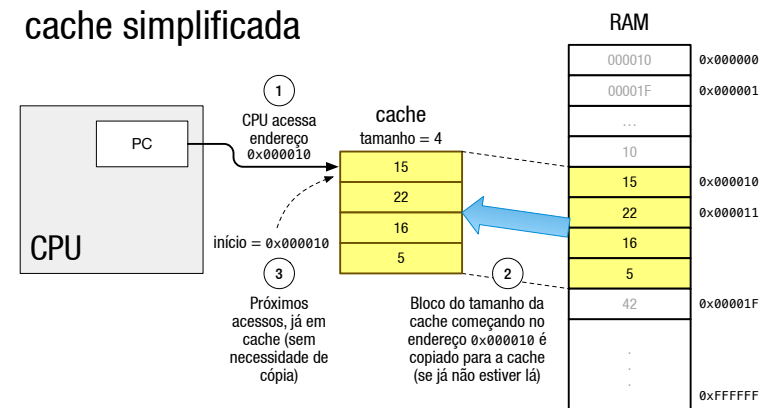 cache simplificada
RAM
000010
0x000000
00001F
0x000001
...
10
15
0x000010
22
0x000011
16
5
42
0x00001F
.
.
.
0xFFFFFF
1
CPU acessa
endereço
0x000010
cache
tamanho = 4
15
22
16
5
PC
CPU
início = 0x000010
3
Próximos
acessos, já em
cache (sem
necessidade de
cópia)
2
Bloco do tamanho da
cache começando no
endereço 0x000010 é
copiado para a cache
(se já não estiver lá)